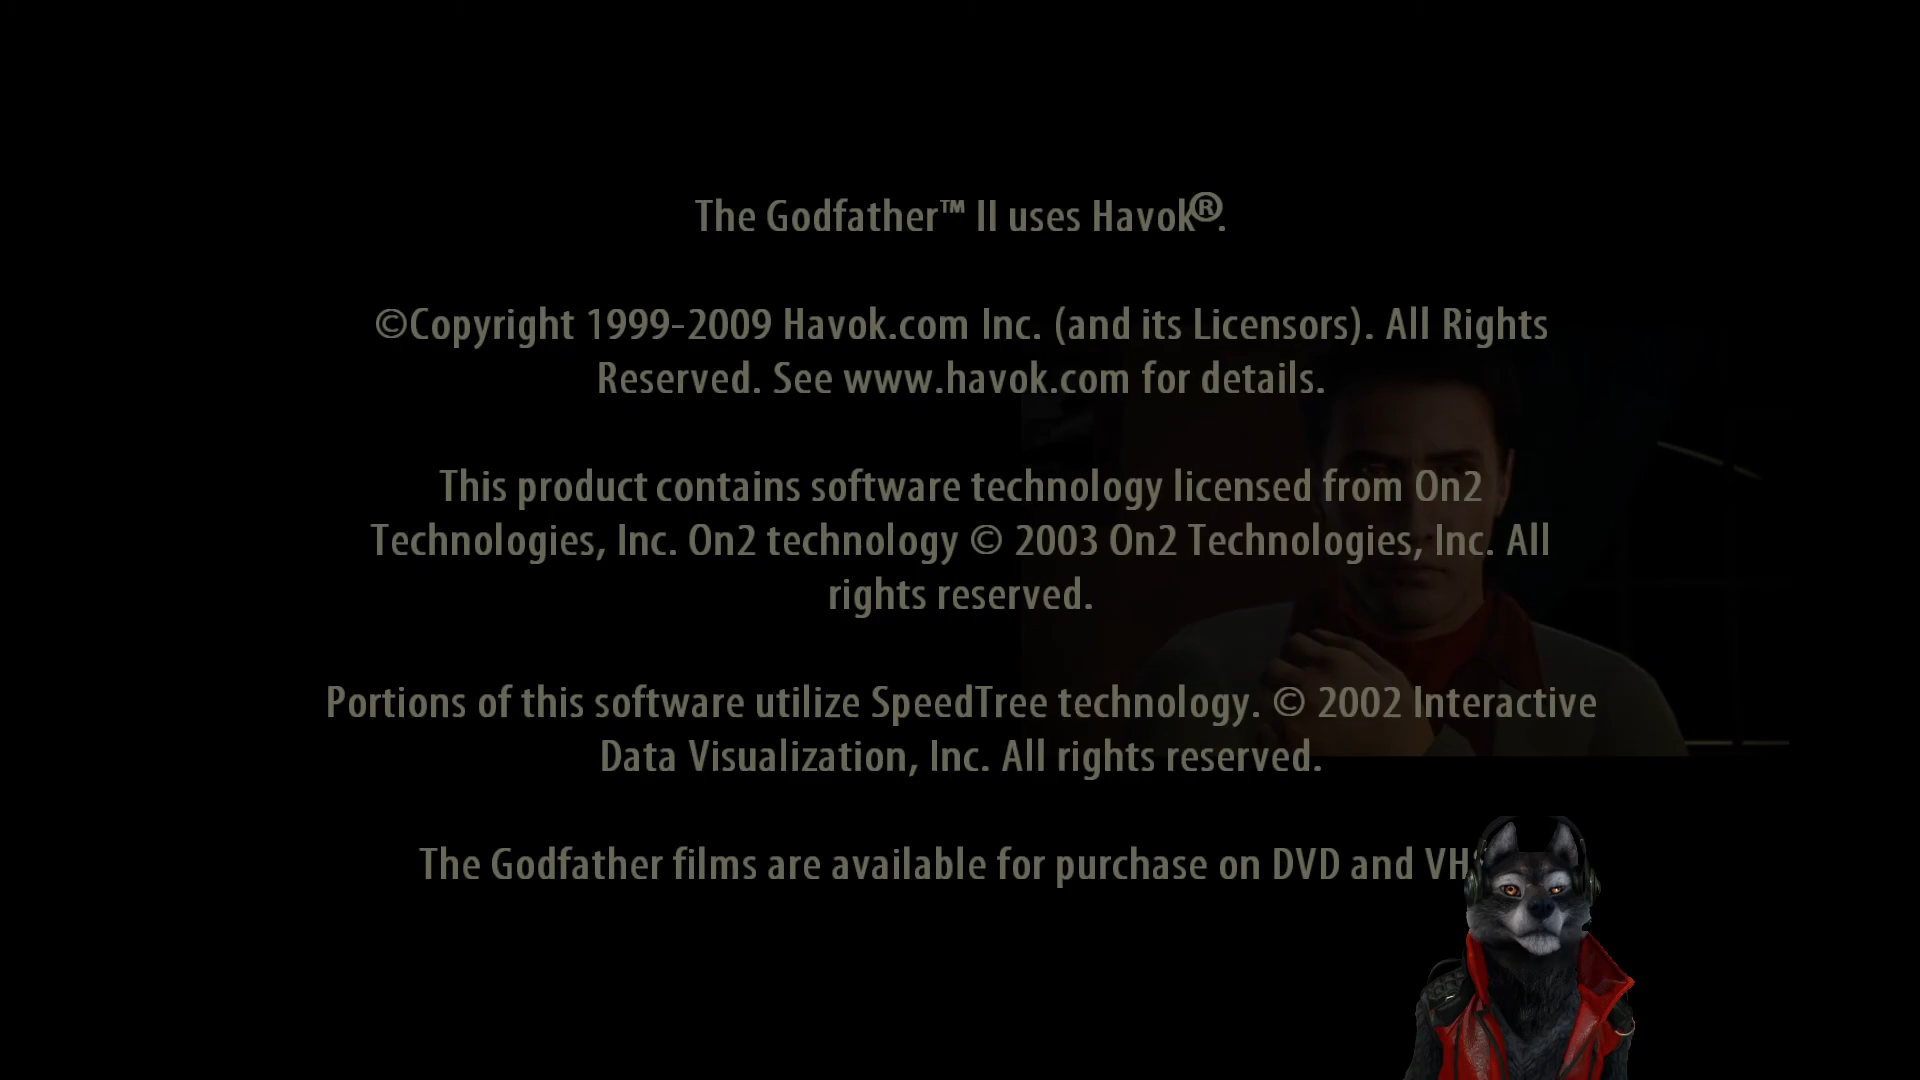 The Godfather™ II uses Havok®.
©Copyright 1999-2009 Havok.com Inc. (and its Licensors). All Rights
Reserved. See www.havok.com for details.
This product contains software technology licensed from On2
Technologies, Inc. On2 technology © 2003 On2 Technologies, Inc. All
rights reserved.
Portions of this software utilize SpeedTree technology. © 2002 Interactive
Data Visualization, Inc. All rights reserved.
The Godfather films are available for purchase on DVD and